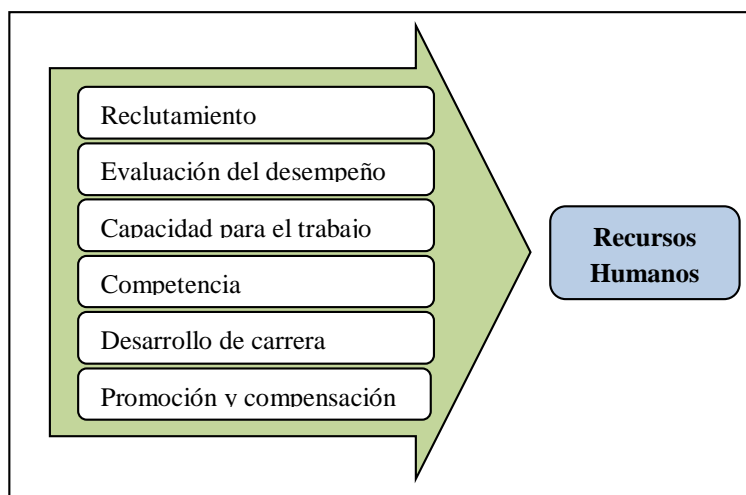 Reclutamiento
Evaluación del desempeño
Capacidad para el trabajo
Competencia
Desarrollo de carrera
Promoción y compensación
Recursos
Humanos